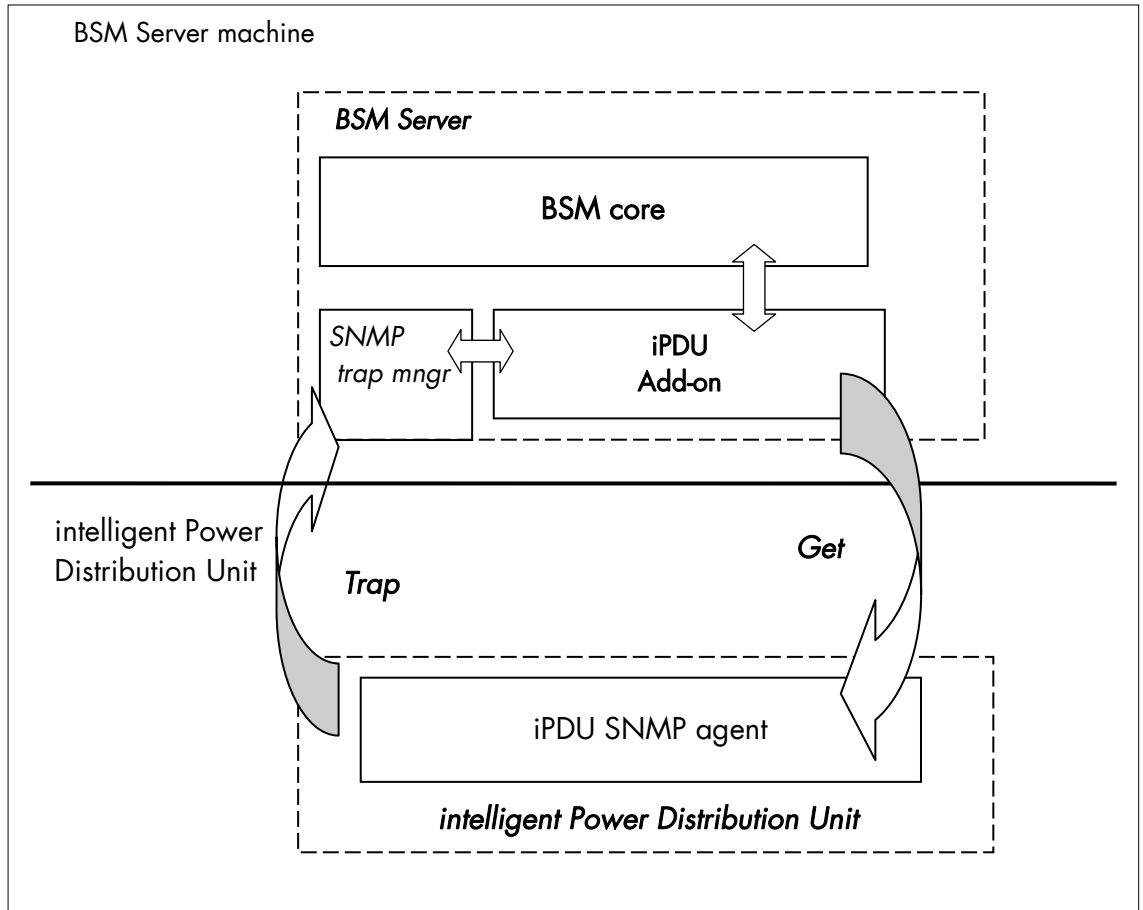 BSM Server machine
BSM Server
BSM core
SNMP
trap mngr
iPDU
Add-on
intelligent Power
Distribution Unit
Get
Trap
iPDU SNMP agent
intelligent Power Distribution Unit